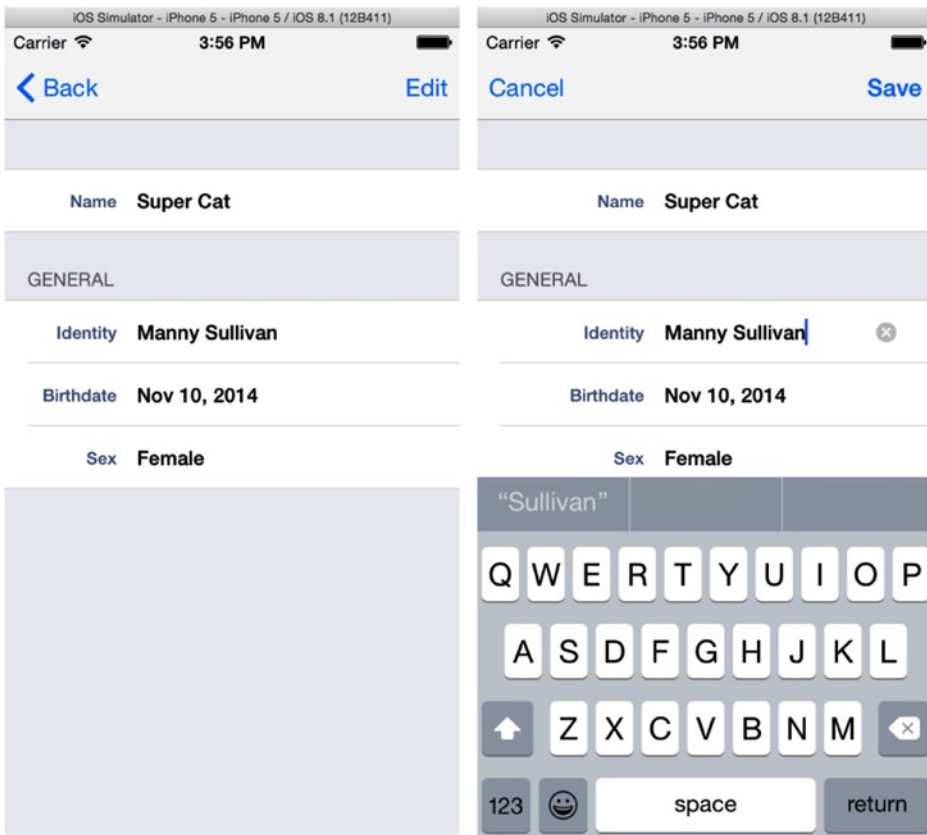 iOS Simulator - iPhone 5 - iPhone 5 / iOS 8.1 (12B411)
Carrier 3:56 PM
Back Edit
Name Super Cat
GENERAL
Identity Manny Sullivan
Birthdate Nov 10, 2014
Sex Female
iOS Simulator - iPhone 5 - iPhone 5 / iOS 8.1 (12B411)
Carrier 3:56 PM
Cancel Save
Name Super Cat
GENERAL
Identity Manny Sullivan
Birthdate Nov 10, 2014
Sex Female
“Sullivan”
Q W E R T Y U I O P
A S D F G H J K L
Z X C V B N M
123 space return